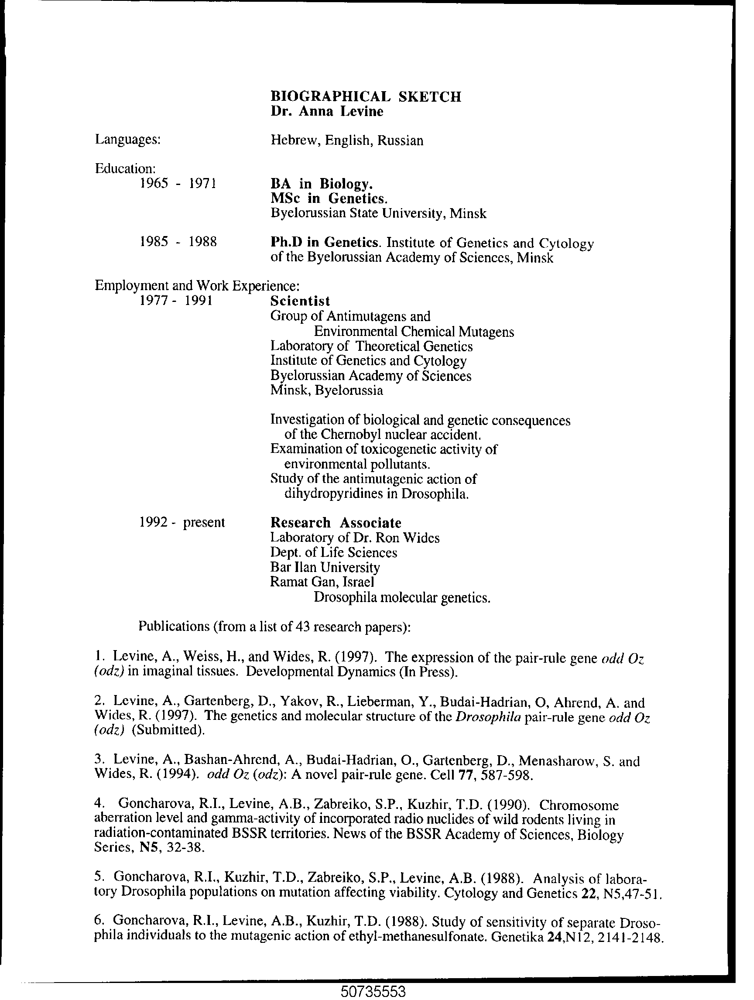 BIOGRAPHICAL SKETCH
Dr. Anna Levine
Languages: Hebrew, English, Russian
Education:
1965 - 1971 BA in Biology.
MSc in Genetics.
Byelorussian State University, Minsk
1985 - 1988 Ph.D in Genetics. Institute of Genetics and Cytology
of the Byelorussian Academy of Sciences, Minsk
Employment and Work Experience:
1977 - 1991 Scientist
Group of Antimutagens and
Environmental Chemical Mutagens
Laboratory of Theoretical Genetics
Institute of Genetics and Cytology
Byelorussian Academy of Sciences
Minsk, Byelorussia
Investigation of biological and genetic consequences
of the Chernobyl nuclear accident.
Examination of toxicogenetic activity of
environmental pollutants.
Study of the antimutagenic action of
dihydropyridines in Drosophila.
1992 - present Research Associate
Laboratory of Dr. Ron Wides
Dept. of Life Sciences
Bar Ilan University
Ramat Gan, Israel
Drosophila molecular genetics.
Publications (from a list of 43 research papers):
1. Levine, A., Weiss, H., and Wides, R. (1997). The expression of the pair-rule gene odd Oz
(odz) in imaginal tissues. Developmental Dynamics (In Press).
2. Levine, A., Gartenberg, D., Yakov, R., Lieberman, Y., Budai-Hadrian, O, Ahrend, A. and
Wides, R. (1997). The genetics and molecular structure of the Drosophila pair-rule gene odd Oz
(odz) (Submitted).
3. Levine, A., Bashan-Ahrend, A., Budai-Hadrian, O., Gartenberg, D., Menasharow, S. and
Wides, R. (1994). odd Oz (odz): A novel pair-rule gene. Cell 77, 587-598.
4. Goncharova, R.I., Levine, A.B., Zabreiko, S.P., Kuzhir, T.D. (1990). Chromosome
aberration level and gamma-activity of incorporated radio nuclides of wild rodents living in
radiation-contaminated BSSR territories. News of the BSSR Academy of Sciences, Biology
Series, N5, 32-38.
5. Goncharova, R.I., Kuzhir, T.D., Zabreiko, S.P., Levine, A.B. (1988). Analysis of labora-
tory Drosophila populations on mutation affecting viability. Cytology and Genetics 22, N5,47-51.
6. Goncharova, R.I., Levine, A.B., Kuzhir, T.D. (1988). Study of sensitivity of separate Droso-
phila individuals to the mutagenic action of ethyl-methanesulfonate. Genetika 24,N12, 2141-2148.
50735553